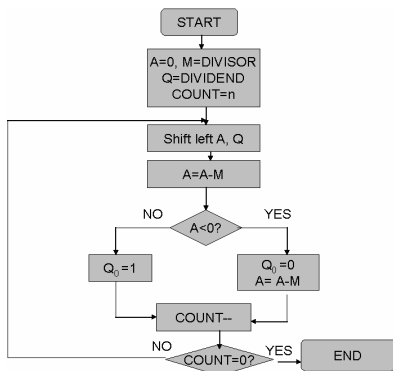 START
A=0, M=DIVISOR
Q=DIVIDEND
COUNT=n
Shift left A, Q
A=A-M
NO
A<0?
YES
Q₀=1
Q₀=0
A= A-M
COUNT--
NO
COUNT=0?
YES
END